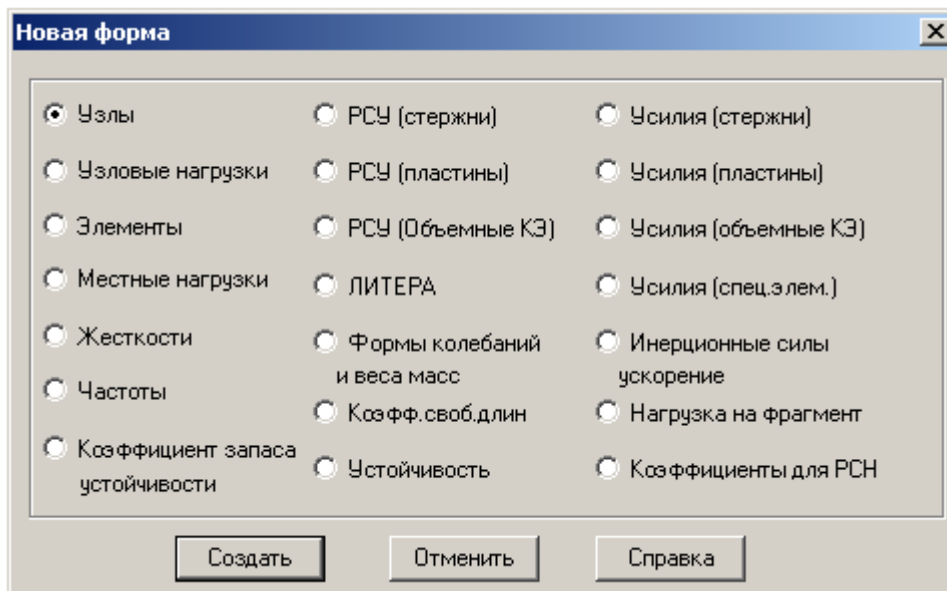 Новая форма
Узлы
Узловые нагрузки
Элементы
Местные нагрузки
Жесткости
Частоты
Коэффициент запаса
устойчивости
РСУ (стержни)
РСУ (пластины)
РСУ (Объемные КЭ)
ЛИТЕРА
Формы колебаний
и веса масс
Коэфф.своб.длин
Устойчивость
Усилия (стержни)
Усилия (пластины)
Усилия (объемные КЭ)
Усилия (спец.элем.)
Инерционные силы
ускорение
Нагрузка на фрагмент
Коэффициенты для РСН
Создать
Отменить
Справка